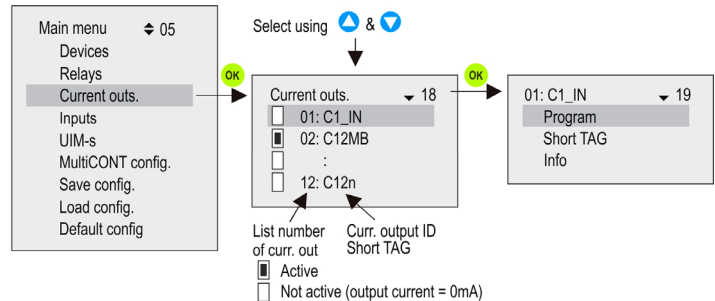 Main menu 05
Devices
Relays
Current outs.
Inputs
UIM-s
MultiCONT config.
Save config.
Load config.
Default config
OK
Select using & 
Current outs. 18
01: C1_IN
02: C12MB
:
12: C12n
OK
01: C1_IN 19
Program
Short TAG
Info
List number
of curr. out
Curr. output ID
Short TAG
Active
Not active (output current = 0mA)